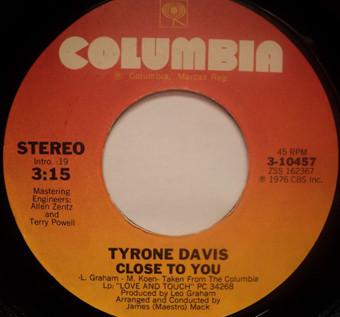 COLUMBIA
® Columbia, Marcas Reg.
STEREO
Intro. :19
3:15
Mastering
Engineers:
Allen Zentz
and
Terry Powell
45 RPM
3-10457
ZSS 162367
℗ 1976 CBS Inc.
TYRONE DAVIS
CLOSE TO YOU
-L. Graham - M. Koen- Taken From The Columbia
Lp: "LOVE AND TOUCH" PC 34268
Produced by Leo Graham
Arranged and Conducted by
James (Maestro) Mack